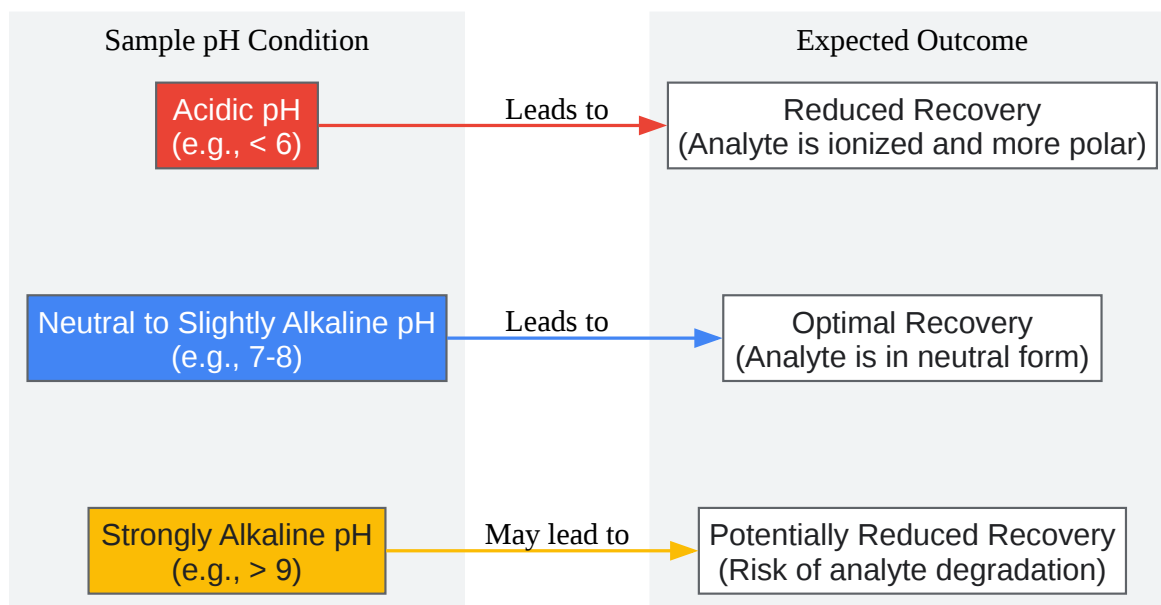 Sample pH Condition
Expected Outcome
Acidic pH
(e.g., < 6)
Leads to
Reduced Recovery
(Analyte is ionized and more polar)
Neutral to Slightly Alkaline pH
(e.g., 7-8)
Leads to
Optimal Recovery
(Analyte is in neutral form)
Strongly Alkaline pH
(e.g., > 9)
May lead to
Potentially Reduced Recovery
(Risk of analyte degradation)